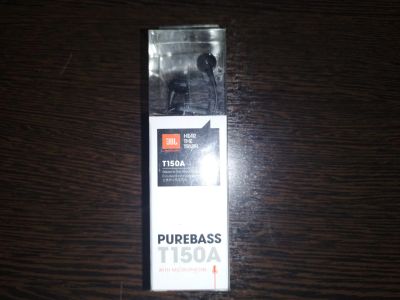 JBL
HEAR
THE
TRUTH
T150A
PUREBASS
T150A
WITH MICROPHONE